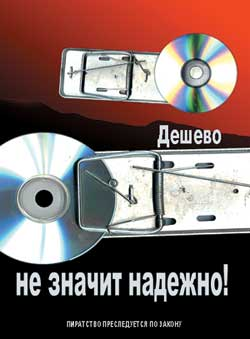 Дешево
не значит надежно!
ПИРАТСТВО ПРЕСЛЕДУЕТСЯ ПО ЗАКОНУ